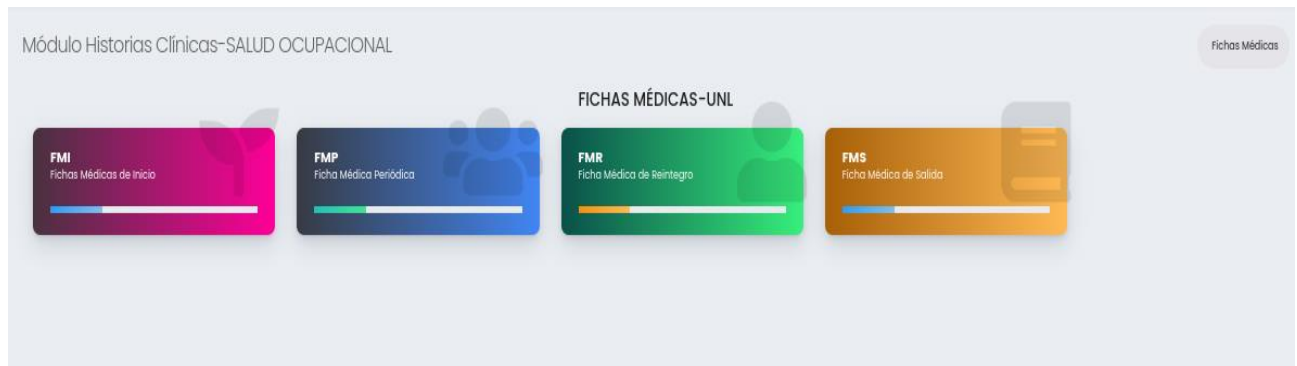 Módulo Historias Clínicas-SALUD OCUPACIONAL
Fichas Médicas
FICHAS MÉDICAS-UNL
FMI
Fichas Médicas de Inicio
FMP
Ficha Médica Periódica
FMR
Ficha Médica de Reintegro
FMS
Ficha Médica de Salida